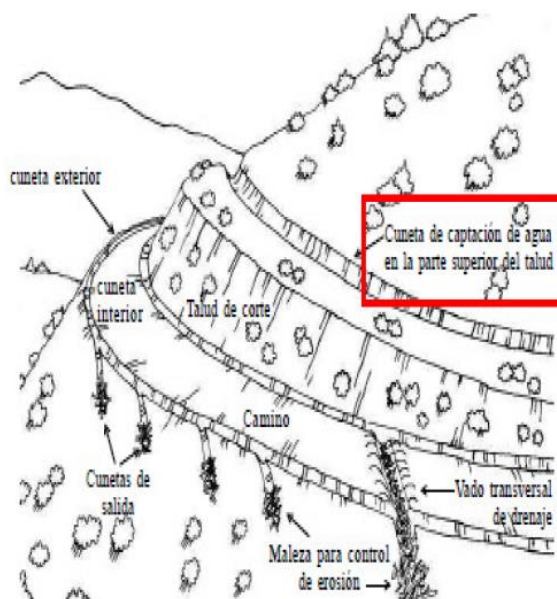 cuneta exterior
Cuneta de captación de agua
en la parte superior del talud
cuneta
interior
Talud de corte
Camino
Cunetas de
salida
Vado transversal
de drenaje
Maleza para control
de erosión